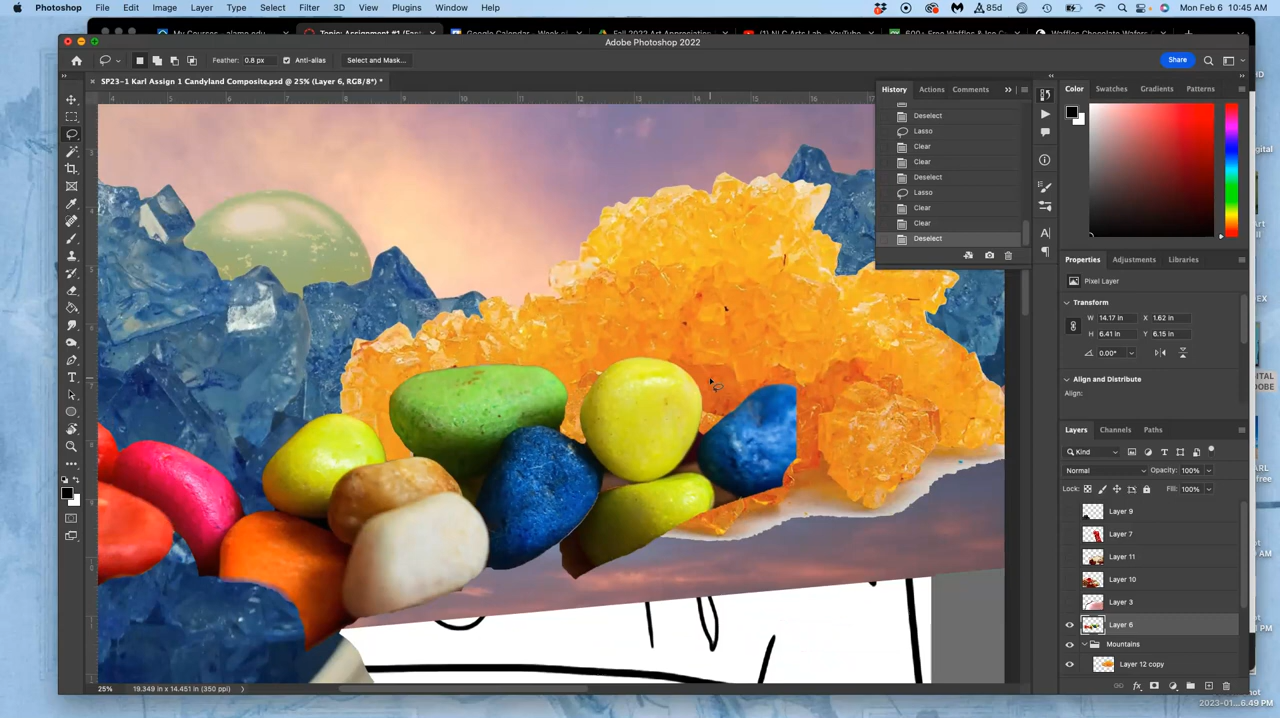 Photoshop File Edit Image Layer Type Select Filter 3D View Plugins Window Help 85d Mon Feb 6 10:45 AM
Adobe Photoshop 2022
Feather: 0.8 px Anti-alias Select and Mask... Share
SP23-1 Karl Assign 1 Candyland Composite.psd @ 25% (Layer 6, RGB/8*) *
History Actions Comments
Deselect
Lasso
Clear
Clear
Deselect
Lasso
Clear
Clear
Deselect
Color Swatches Gradients Patterns
Properties Adjustments Libraries
Pixel Layer
Transform
W 14.17 in X 1.62 in
H 6.41 in Y 6.15 in
0.00°
Align and Distribute
Align:
Layers Channels Paths
Kind
Normal Opacity: 100%
Lock: Fill: 100%
Layer 9
Layer 7
Layer 11
Layer 10
Layer 3
Layer 6
Mountains
Layer 12 copy
25% 19.349 in x 14.451 in (350 ppi)